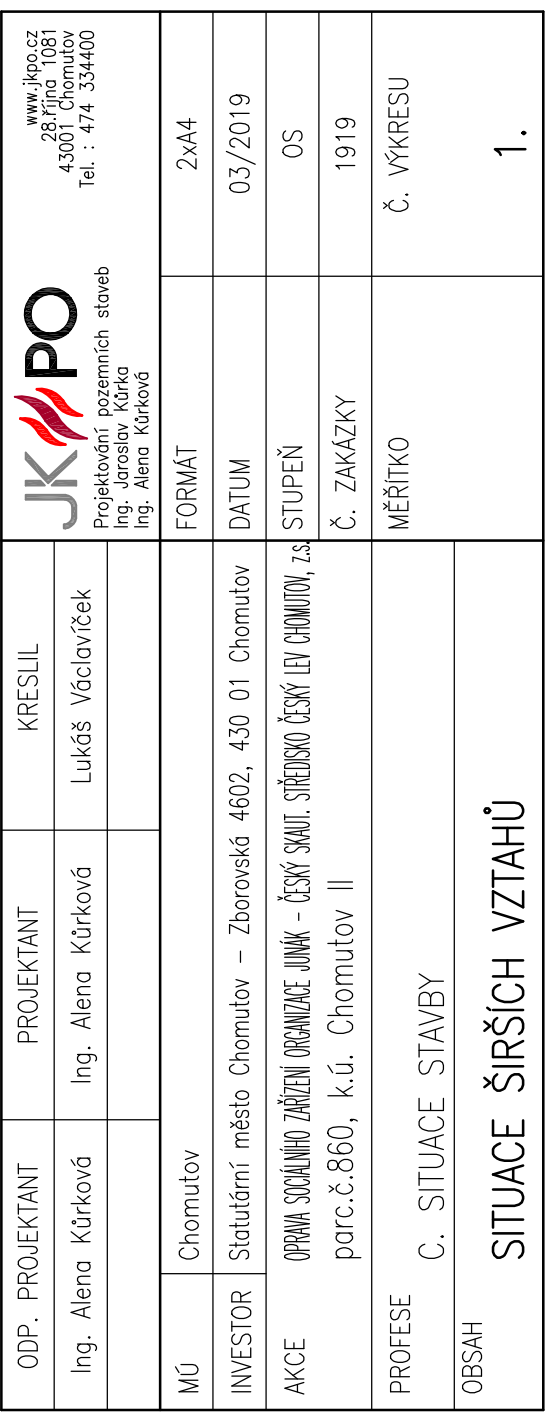 ODP. PROJEKTANT PROJEKTANT KRESLIL
Ing. Alena Kůrková Ing. Alena Kůrková Lukáš Václavíček
JK PO
www.jkpo.cz
28.října 1081
43001 Chomutov
Tel. : 474 334400
Projektování pozemních staveb
Ing. Jaroslav Kůrka
Ing. Alena Kůrková
MÚ Chomutov FORMÁT 2xA4
INVESTOR Statutární město Chomutov – Zborovská 4602, 430 01 Chomutov DATUM 03/2019
AKCE OPRAVA SOCIÁLNÍHO ZAŘÍZENÍ ORGANIZACE JUNÁK – ČESKÝ SKAUT. STŘEDISKO ČESKÝ LEV CHOMUTOV, z.s. STUPEŇ OS
parc.č.860, k.ú. Chomutov II Č. ZAKÁZKY 1919
PROFESE MĚŘÍTKO Č. VÝKRESU
C. SITUACE STAVBY
OBSAH
SITUACE ŠIRŠÍCH VZTAHŮ 1.